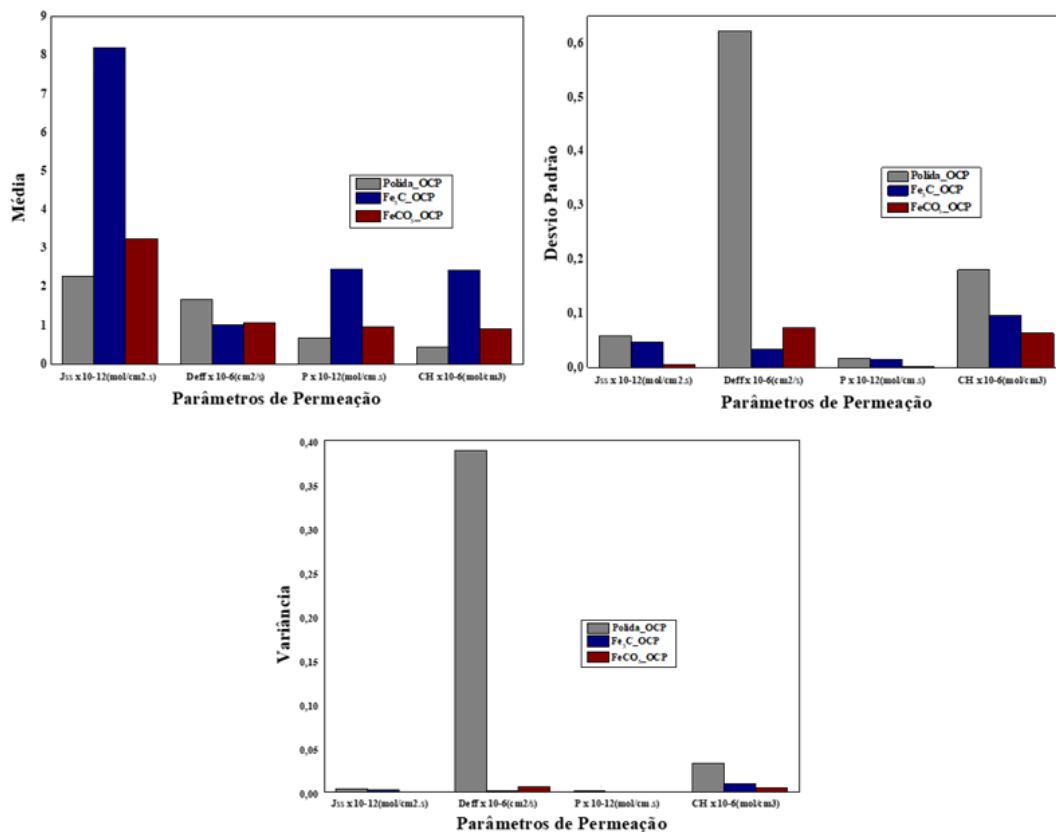 9
8
7
6
5
4
3
2
1
0
Média
Polida_OCP
Fe3C_OCP
FeCO3_OCP
Jss x10-12(mol/cm2.s) Deff x 10-6(cm2/s) P x 10-12(mol/cm.s) CH x10-6(mol/cm3)
Parâmetros de Permeação
0,6
0,5
0,4
0,3
0,2
0,1
0,0
Desvio Padrão
Polida_OCP
Fe3C_OCP
FeCO3_OCP
Jss x10-12(mol/cm2.s) Deff x 10-6(cm2/s) P x 10-12(mol/cm.s) CH x10-6(mol/cm3)
Parâmetros de Permeação
0,40
0,35
0,30
0,25
0,20
0,15
0,10
0,05
0,00
Variância
Polida_OCP
Fe3C_OCP
FeCO3_OCP
Jss x10-12(mol/cm2.s) Deff x 10-6(cm2/s) P x 10-12(mol/cm.s) CH x10-6(mol/cm3)
Parâmetros de Permeação